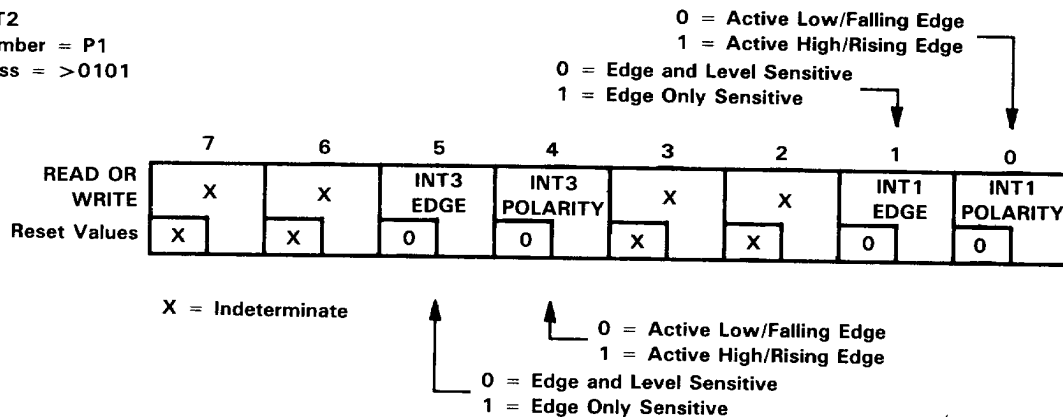 T2
mber = P1
ss = >0101
0 = Active Low/Falling Edge
1 = Active High/Rising Edge
0 = Edge and Level Sensitive
1 = Edge Only Sensitive
7 6 5 4 3 2 1 0
READ OR WRITE
X X INT3 EDGE INT3 POLARITY X X INT1 EDGE INT1 POLARITY
Reset Values X X 0 0 X X 0 0
X = Indeterminate
0 = Active Low/Falling Edge
1 = Active High/Rising Edge
0 = Edge and Level Sensitive
1 = Edge Only Sensitive